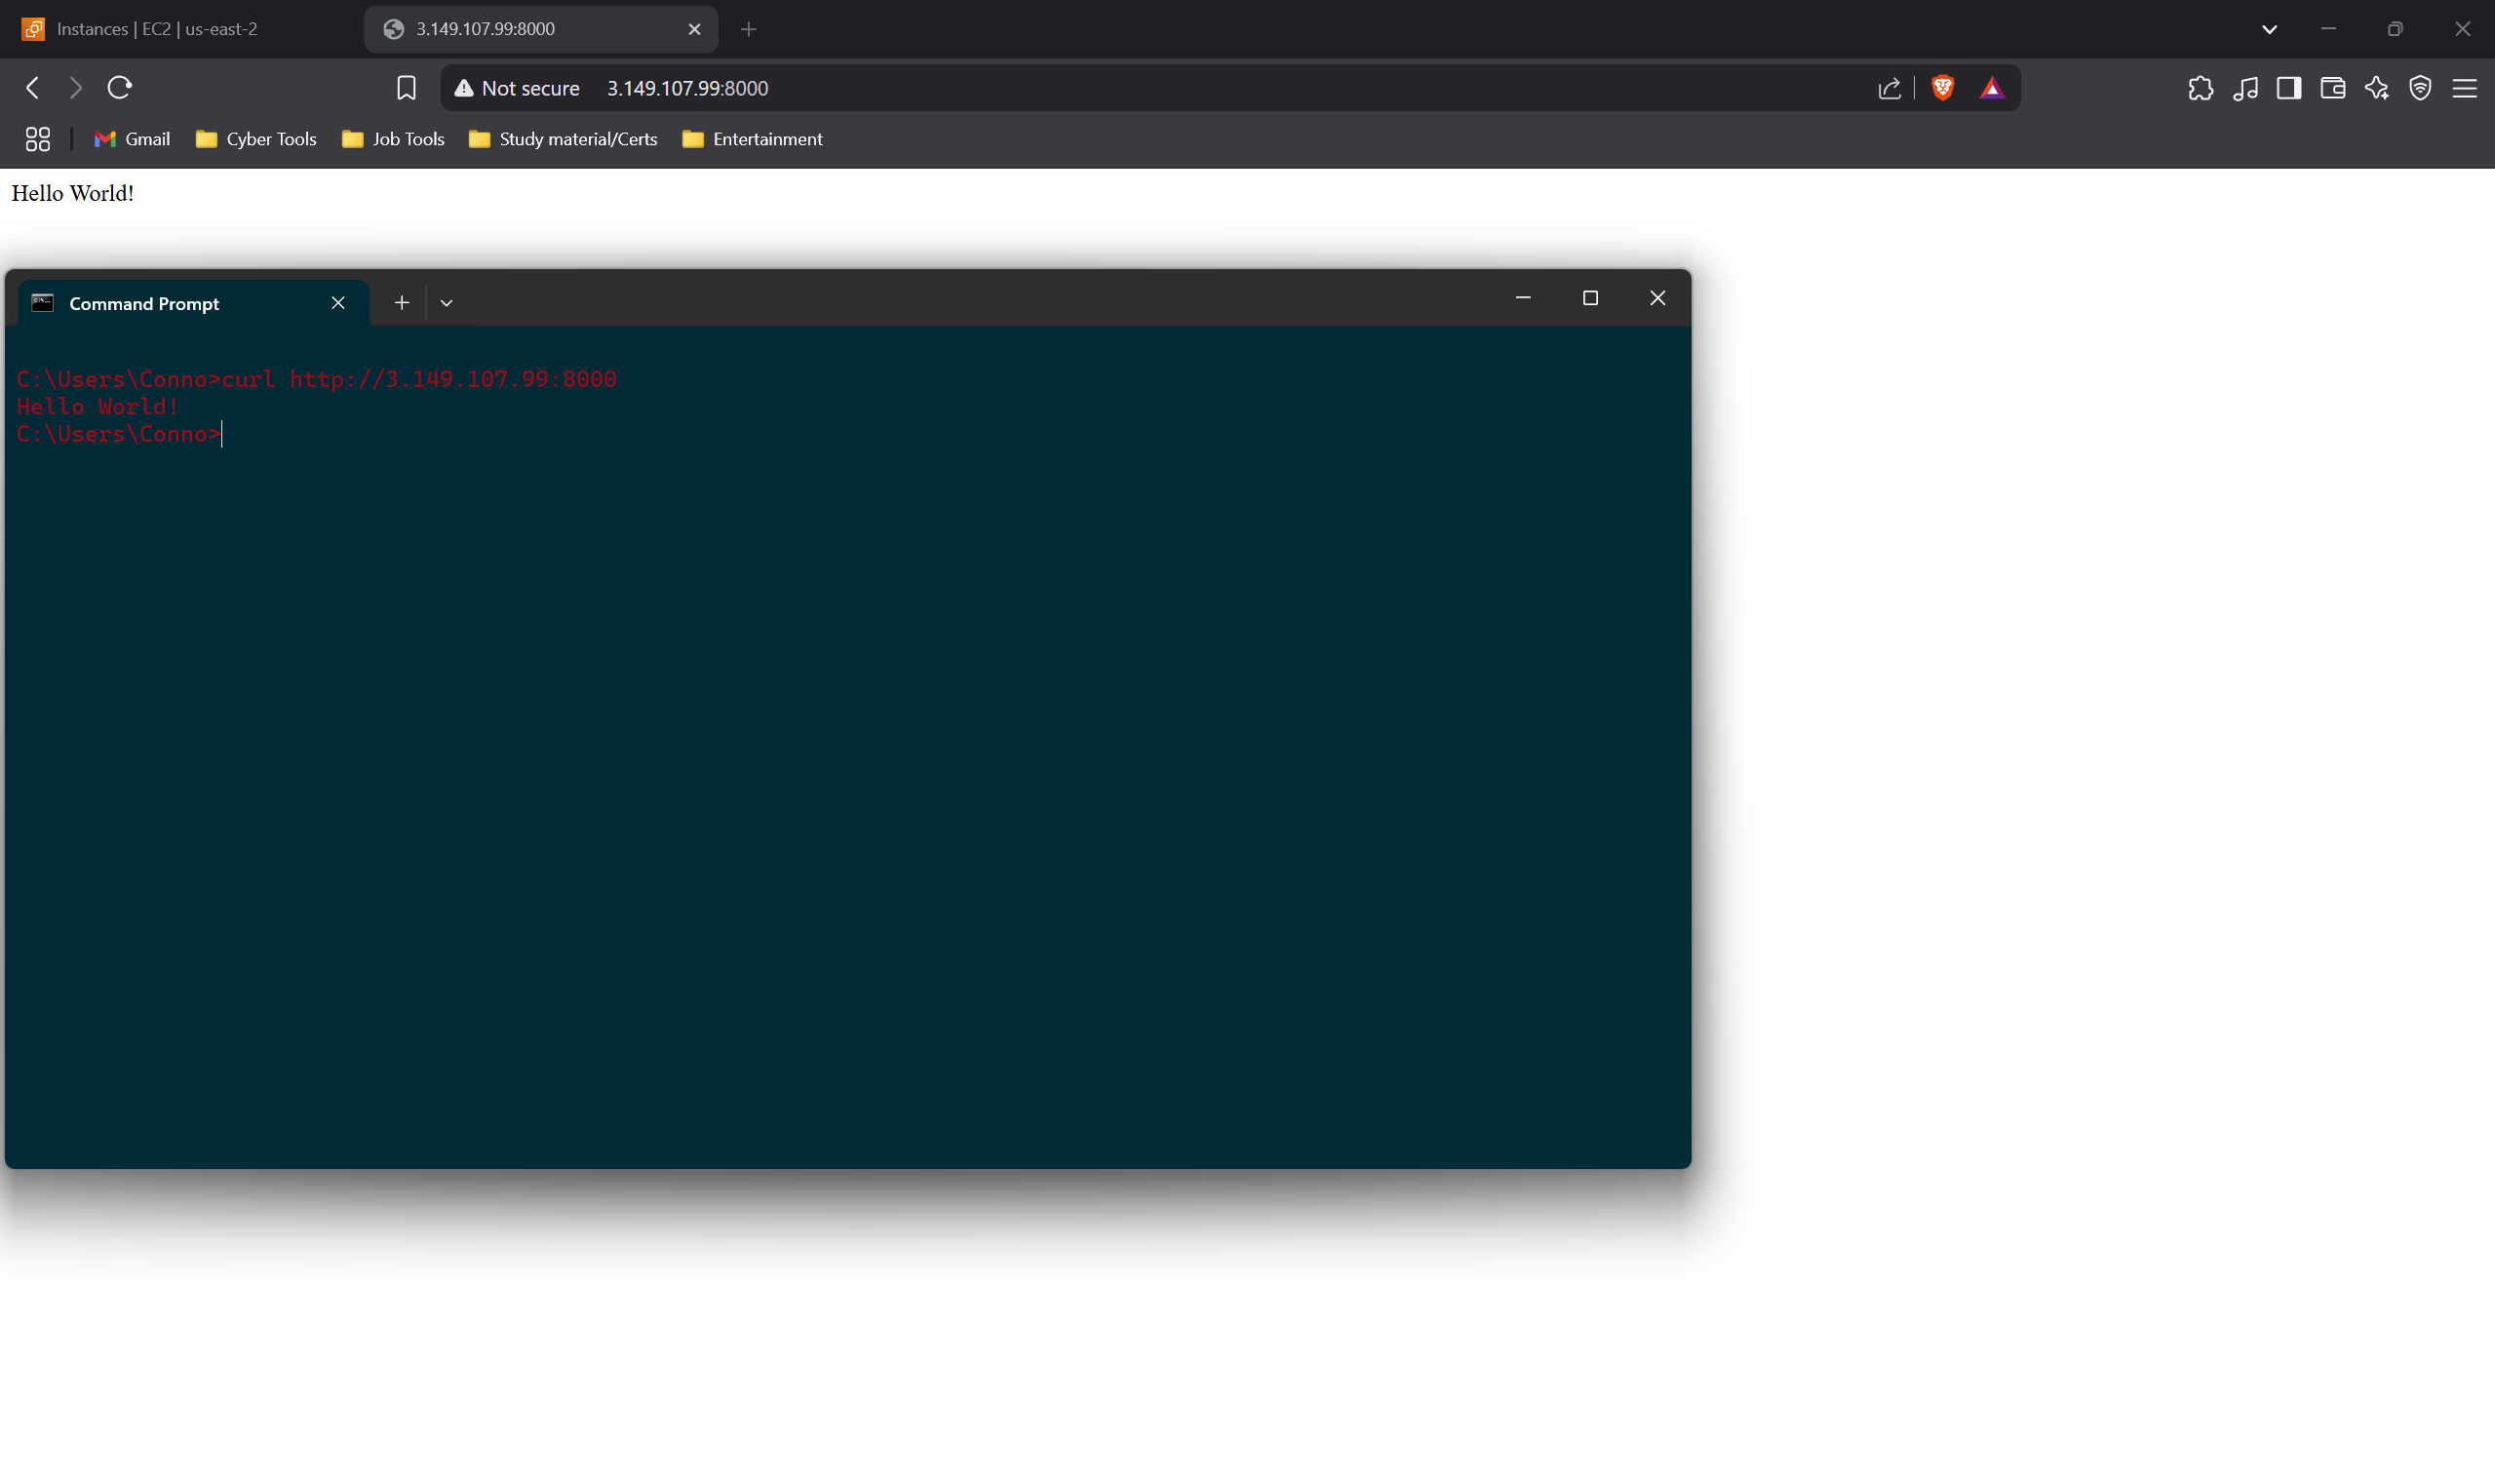 Instances | EC2 | us-east-2
3.149.107.99:8000
Not secure 3.149.107.99:8000
Gmail Cyber Tools Job Tools Study material/Certs Entertainment
Hello World!
Command Prompt
C:\Users\Conno>curl http://3.149.107.99:8000
Hello World!
C:\Users\Conno>